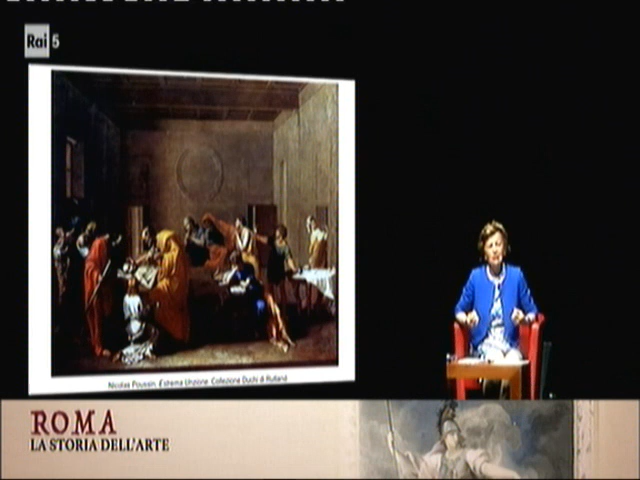 Rai 5
Nicolas Poussin. Estrema Unzione. Collezione Duchi di Rutland
ROMA
LA STORIA DELL'ARTE